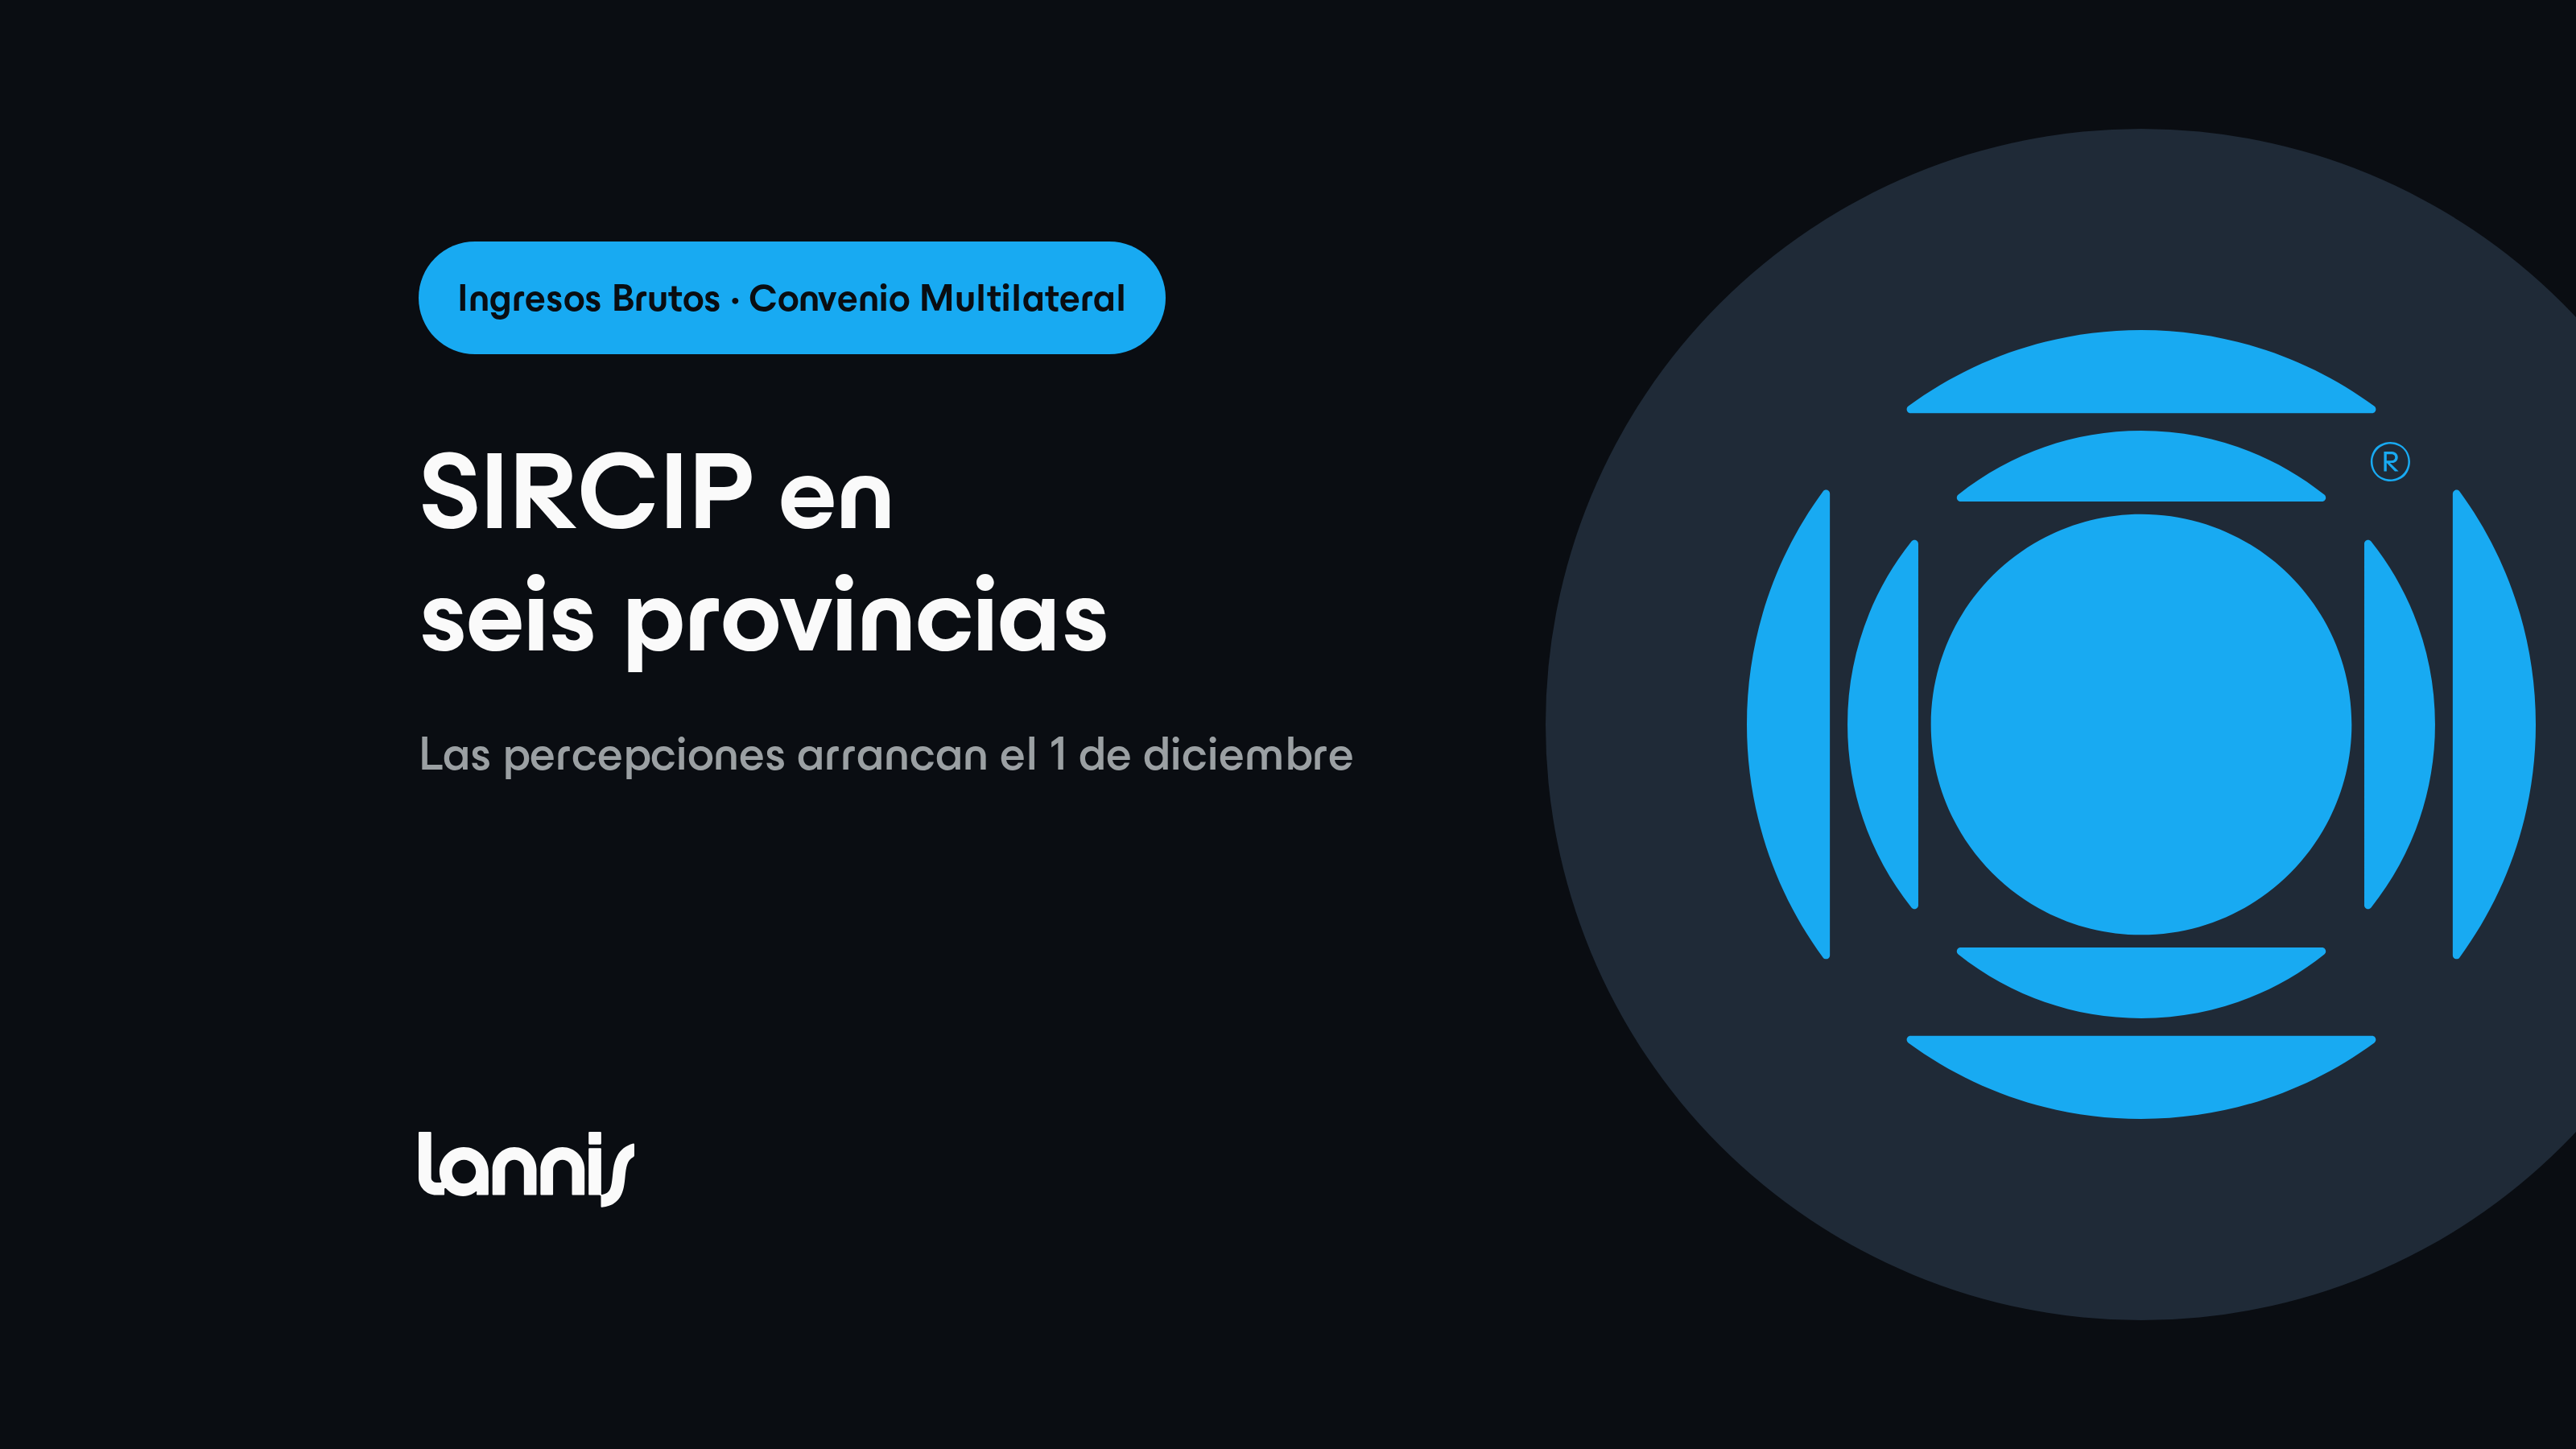 Ingresos Brutos · Convenio Multilateral
SIRCIP en
seis provincias
Las percepciones arrancan el 1 de diciembre
®
lannis